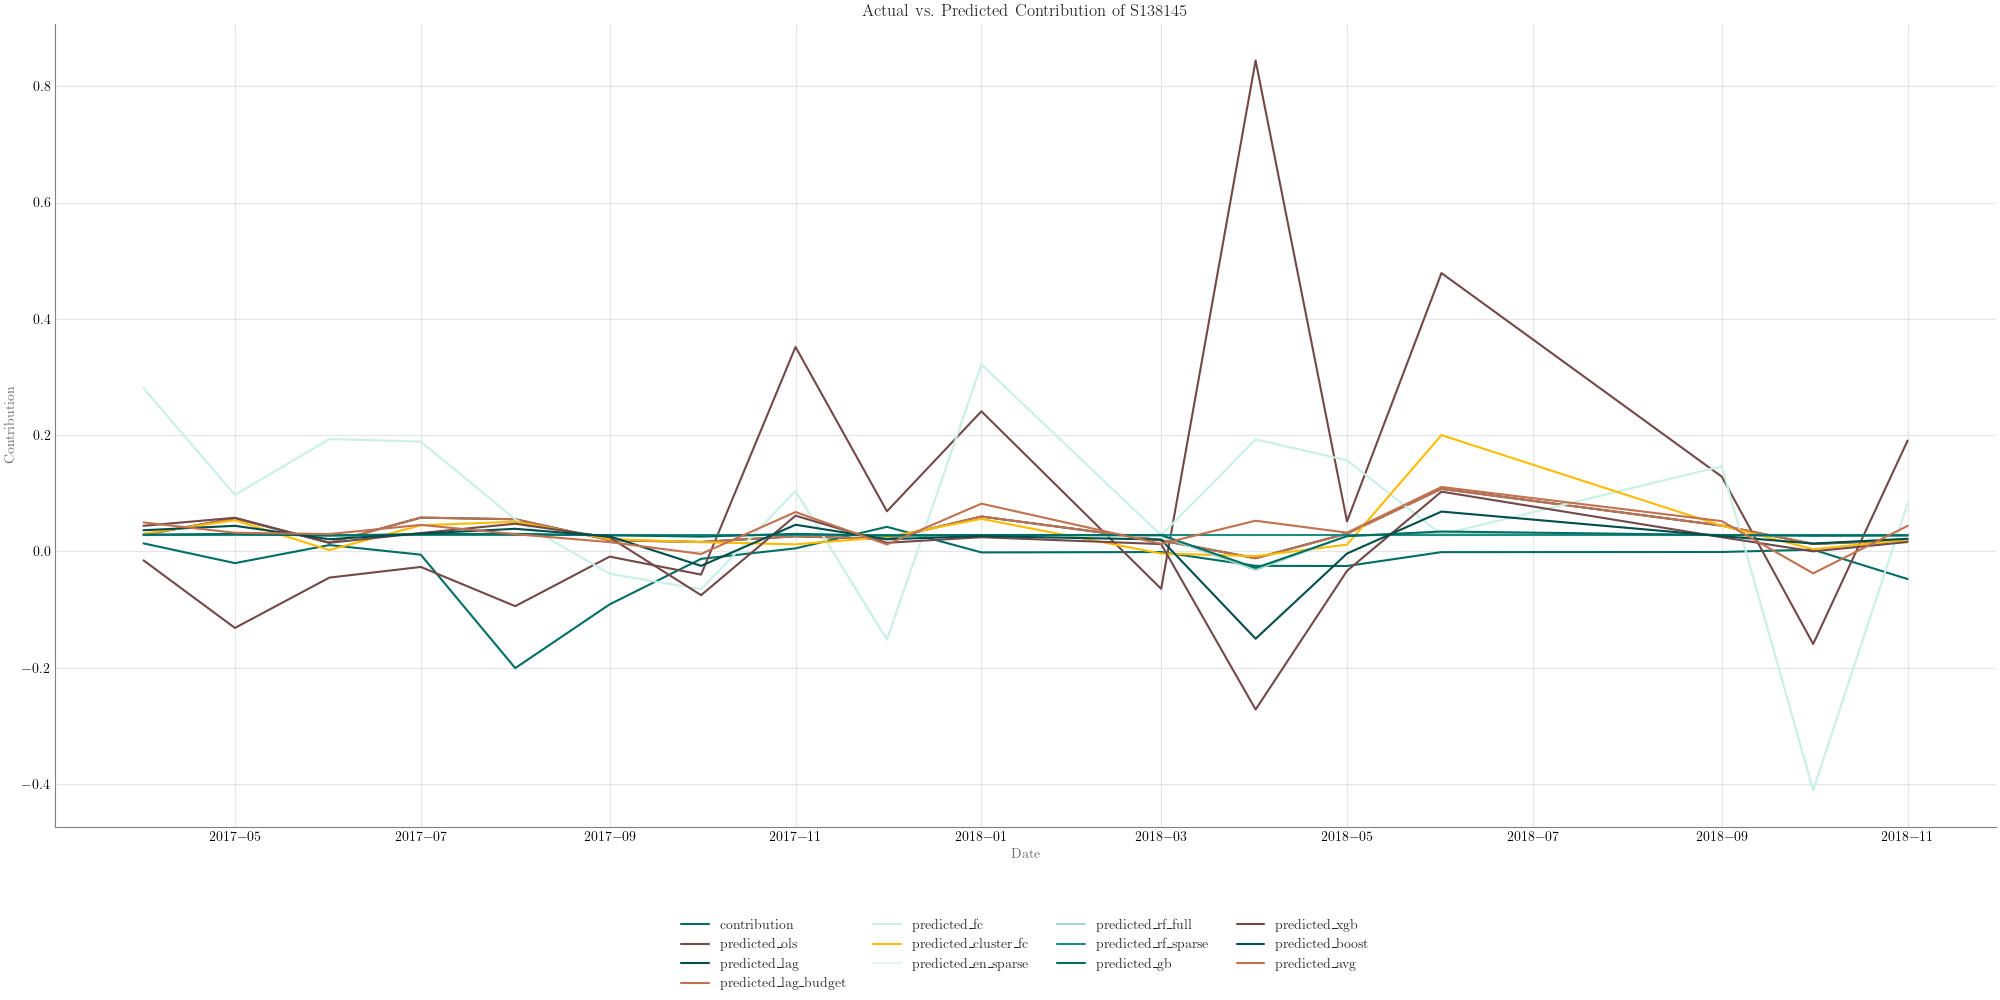 Actual vs. Predicted Contribution of S138145
0.8
0.6
0.4
0.2
0.0
−0.2
−0.4
Contribution
2017−05 2017−07 2017−09 2017−11 2018−01 2018−03 2018−05 2018−07 2018−09 2018−11
Date
contribution predicted_fc predicted_rf_full predicted_xgb
predicted_ols predicted_cluster_fc predicted_rf_sparse predicted_boost
predicted_lag predicted_en_sparse predicted_gb predicted_avg
predicted_lag_budget